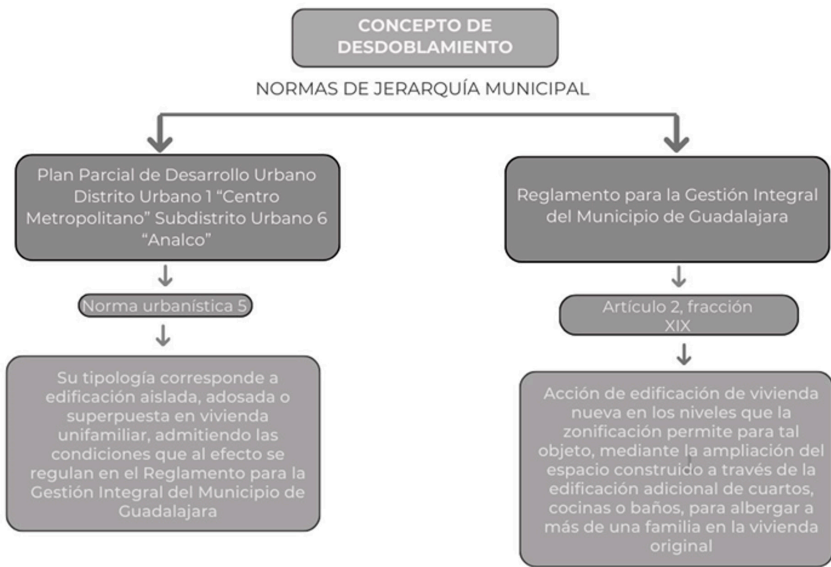 CONCEPTO DE
DESDOBLAMIENTO
NORMAS DE JERARQUÍA MUNICIPAL
Plan Parcial de Desarrollo Urbano
Distrito Urbano 1 “Centro
Metropolitano” Subdistrito Urbano 6
“Analco”
Norma urbanística 5
Su tipología corresponde a
edificación aislada, adosada o
superpuesta en vivienda
unifamiliar, admitiendo las
condiciones que al efecto se
regulan en el Reglamento para la
Gestión Integral del Municipio de
Guadalajara
Reglamento para la Gestión Integral
del Municipio de Guadalajara
Artículo 2, fracción
XIX
Acción de edificación de vivienda
nueva en los niveles que la
zonificación permite para tal
objeto, mediante la ampliación del
espacio construido a través de la
edificación adicional de cuartos,
cocinas o baños, para albergar a
más de una familia en la vivienda
original